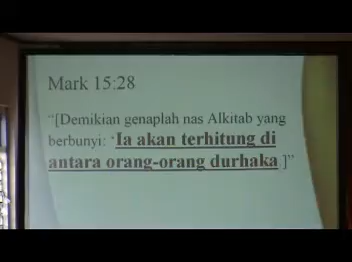 Mark 15:28
“[Demikian genaplah nas Alkitab yang
berbunyi: ‘Ia akan terhitung di
antara orang-orang durhaka.]”